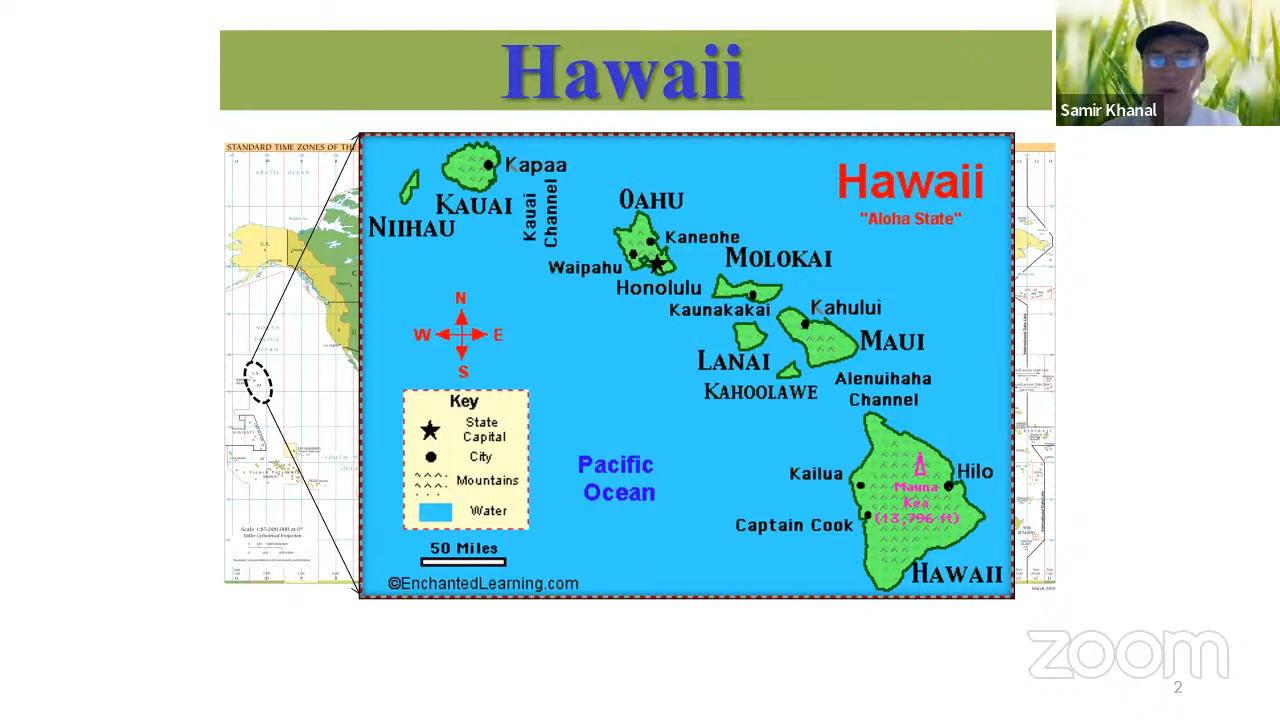 Hawaii
Samir Khanal
STANDARD TIME ZONES OF THE
Hawaii
"Aloha State"
Kapaa
KAUAI
NIIHAU
Kauai
Channel
OAHU
Kaneohe
Waipahu
Honolulu
MOLOKAI
Kaunakakai
Kahului
MAUI
LANAI
KAHOOLAWE
Alenuihaha
Channel
N
W E
S
Key
State
Capital
City
Mountains
Water
50 Miles
Pacific
Ocean
Kailua
Hilo
Mauna
Kea
(13,796 ft)
Captain Cook
HAWAII
©EnchantedLearning.com
zoom
2